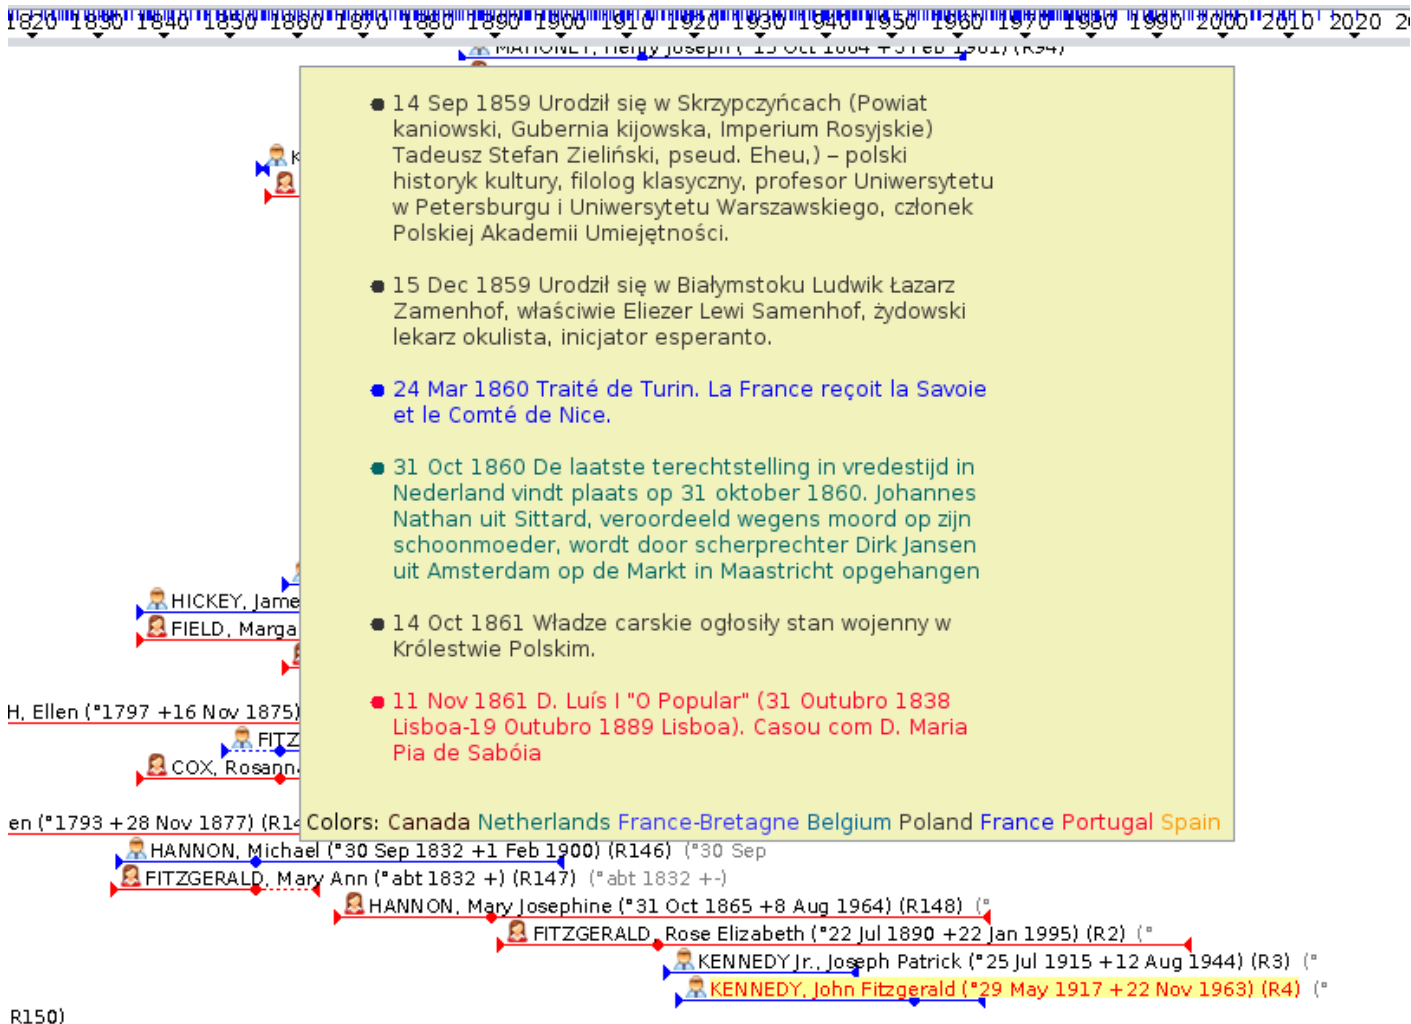 1820 1830 1840 1850 1860 1870 1880 1890 1900 1910 1920 1930 1940 1950 1960 1970 1980 1990 2000 2010 2020
MAHONEY, Henry Joseph (°15 Oct 1864 +3 Feb 1961) (R94)
14 Sep 1859 Urodził się w Skrzypczyńcach (Powiat
kaniowski, Gubernia kijowska, Imperium Rosyjskie)
Tadeusz Stefan Zieliński, pseud. Eheu,) – polski
historyk kultury, filolog klasyczny, profesor Uniwersytetu
w Petersburgu i Uniwersytetu Warszawskiego, członek
Polskiej Akademii Umiejętności.
15 Dec 1859 Urodził się w Białymstoku Ludwik Łazarz
Zamenhof, właściwie Eliezer Lewi Samenhof, żydowski
lekarz okulista, inicjator esperanto.
24 Mar 1860 Traité de Turin. La France reçoit la Savoie
et le Comté de Nice.
31 Oct 1860 De laatste terechtstelling in vredestijd in
Nederland vindt plaats op 31 oktober 1860. Johannes
Nathan uit Sittard, veroordeeld wegens moord op zijn
schoonmoeder, wordt door scherprechter Dirk Jansen
uit Amsterdam op de Markt in Maastricht opgehangen
14 Oct 1861 Władze carskie ogłosiły stan wojenny w
Królestwie Polskim.
11 Nov 1861 D. Luís I "O Popular" (31 Outubro 1838
Lisboa-19 Outubro 1889 Lisboa). Casou com D. Maria
Pia de Sabóia
Colors: Canada Netherlands France-Bretagne Belgium Poland France Portugal Spain
K
HICKEY, Jame
FIELD, Marga
H, Ellen (°1797 +16 Nov 1875)
FITZ
COX, Rosann
en (°1793 +28 Nov 1877) (R14
HANNON, Michael (°30 Sep 1832 +1 Feb 1900) (R146) (°30 Sep
FITZGERALD, Mary Ann (°abt 1832 +) (R147) (°abt 1832 +-)
HANNON, Mary Josephine (°31 Oct 1865 +8 Aug 1964) (R148) (°
FITZGERALD, Rose Elizabeth (°22 Jul 1890 +22 Jan 1995) (R2) (°
KENNEDY Jr., Joseph Patrick (°25 Jul 1915 +12 Aug 1944) (R3) (°
KENNEDY, John Fitzgerald (°29 May 1917 +22 Nov 1963) (R4) (°
R150)